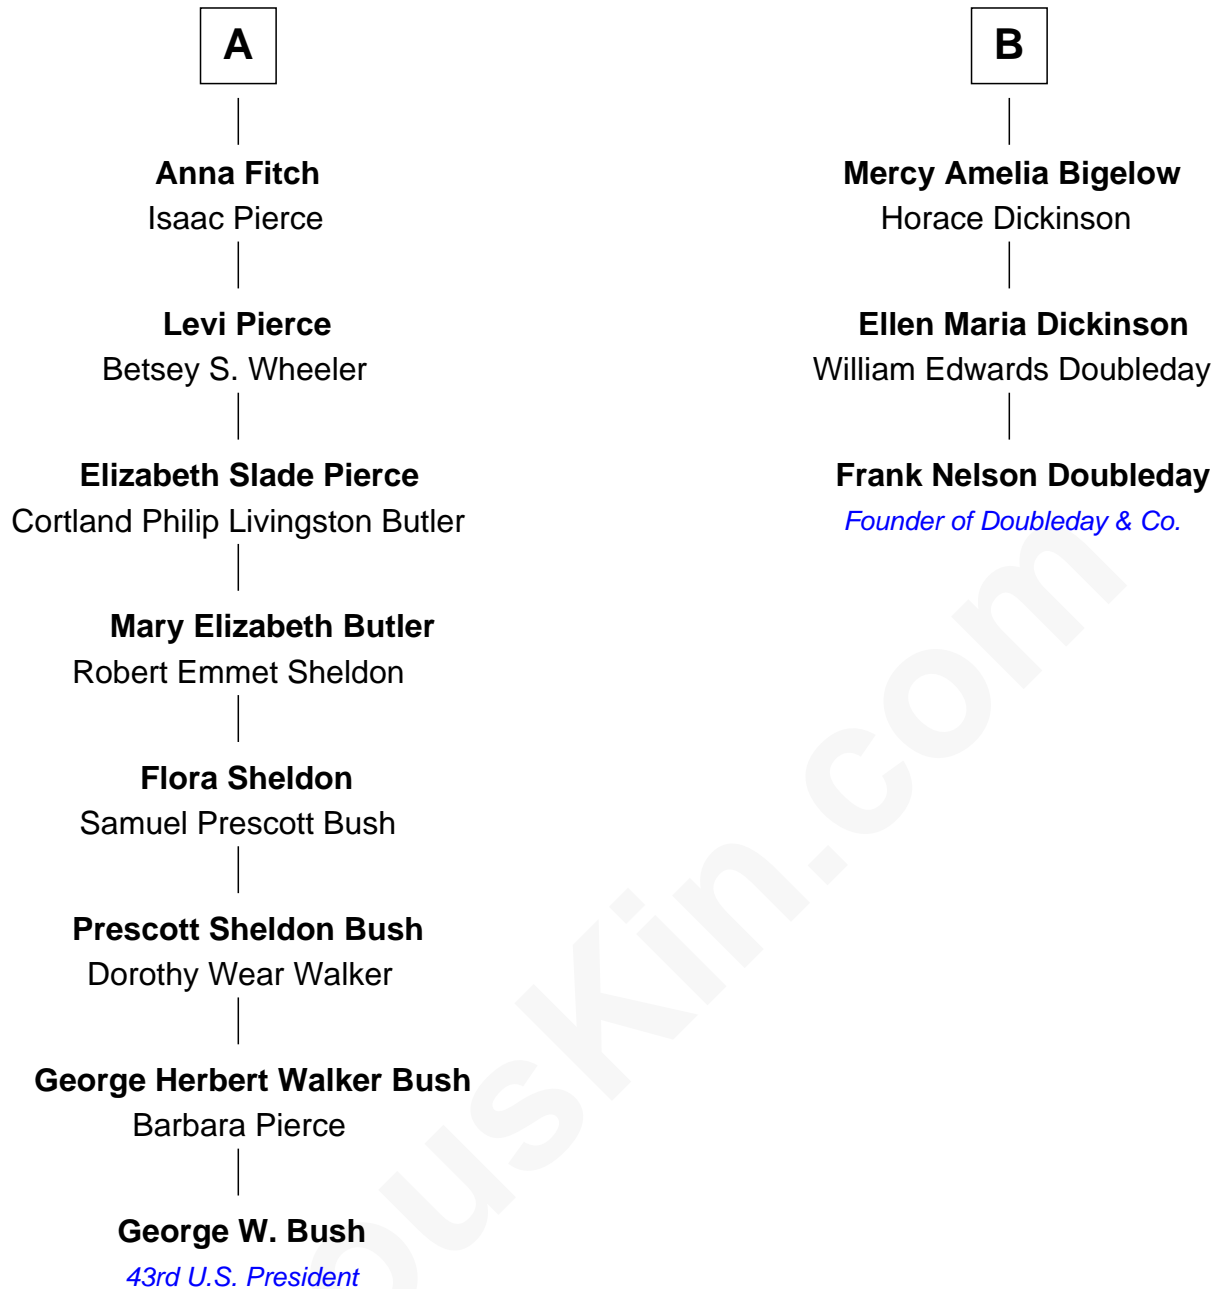 A
Anna Fitch
Isaac Pierce
Levi Pierce
Betsey S. Wheeler
Elizabeth Slade Pierce
Cortland Philip Livingston Butler
Mary Elizabeth Butler
Robert Emmet Sheldon
Flora Sheldon
Samuel Prescott Bush
Prescott Sheldon Bush
Dorothy Wear Walker
George Herbert Walker Bush
Barbara Pierce
George W. Bush
43rd U.S. President
B
Mercy Amelia Bigelow
Horace Dickinson
Ellen Maria Dickinson
William Edwards Doubleday
Frank Nelson Doubleday
Founder of Doubleday & Co.
ousKin.com